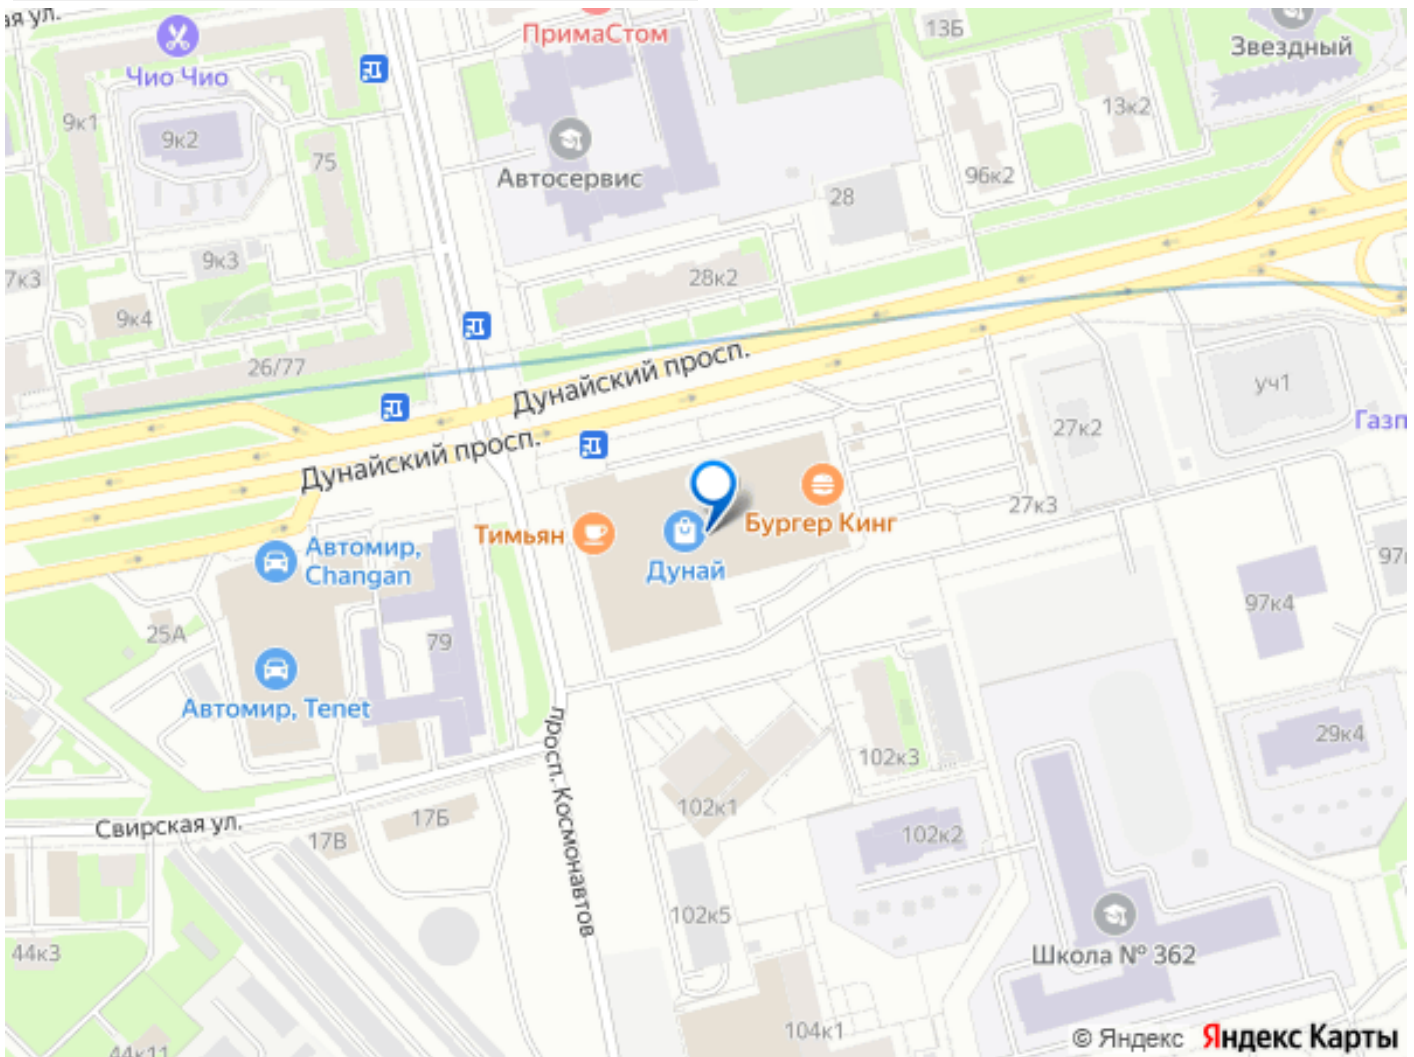 ая ул.
ПримаСтом
13Б
Звездный
Чио Чио
9к1
9к2
75
13к2
Автосервис
96к2
28
9к3
7к3
28к2
9к4
26/77
Дунайский просп.
уч1
Газп
27к2
Дунайский просп.
27к3
Бургер Кинг
Тимьян
Автомир,
Changan
Дунай
97
97к4
25А
79
Автомир, Tenet
29к4
просп. Космонавтов
102к3
102к1
Свирская ул.
17Б
17В
102к2
102к5
44к3
Школа № 362
104к1
44к11
© Яндекс Яндекс Карты